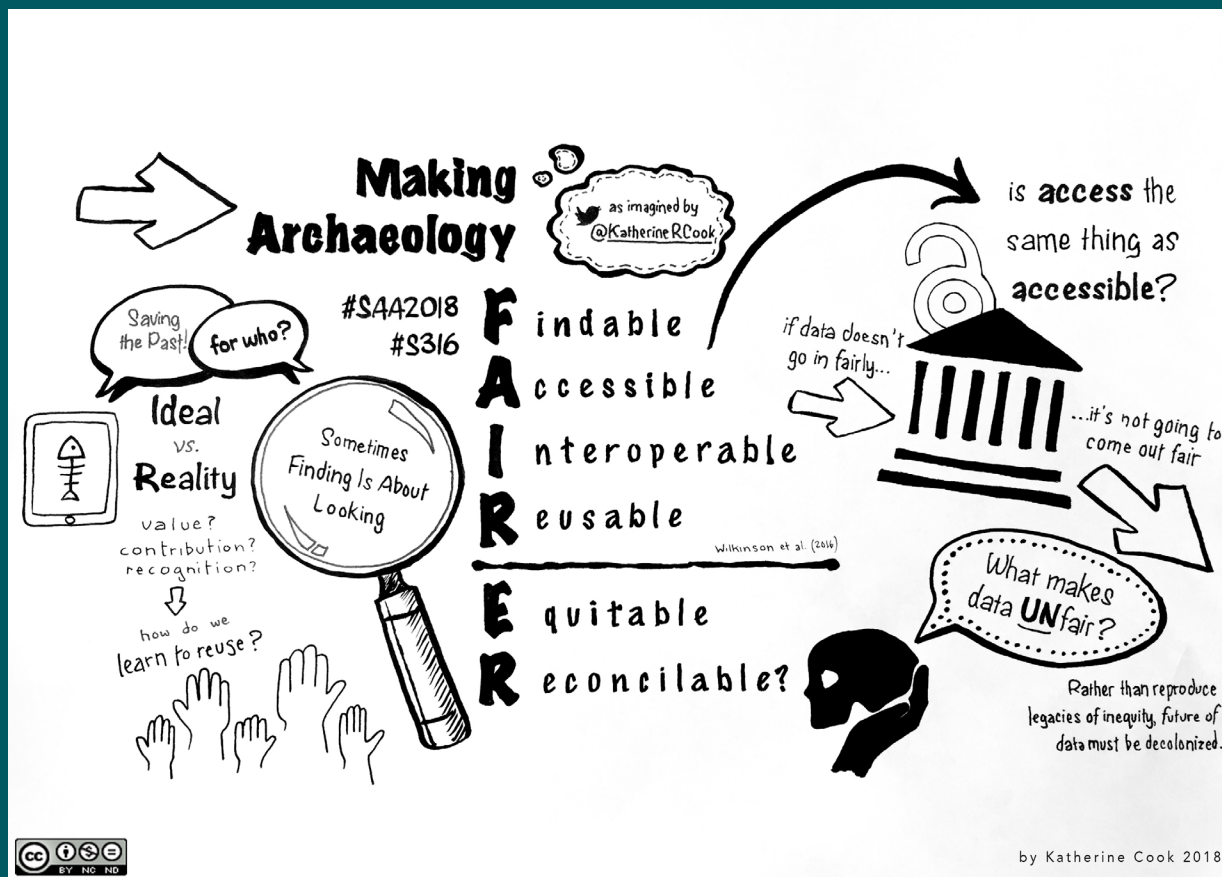 Making
Archaeology
as imagined by
@KatherineRCook
#SAA2018
#S316
Findable
Accessible
Interoperable
Reusable
Wilkinson et al. (2016)
Equitable
Reconcilable?
Saving
the Past!
for who?
Ideal
vs.
Reality
value?
contribution?
recognition?
how do we
learn to reuse?
Sometimes
Finding Is About
Looking
is access the
same thing as
accessible?
if data doesn't
go in fairly...
...it's not going to
come out fair
What makes
data UNfair?
Rather than reproduce
legacies of inequity, future of
data must be decolonized.
cc
BY NC ND
by Katherine Cook 2018